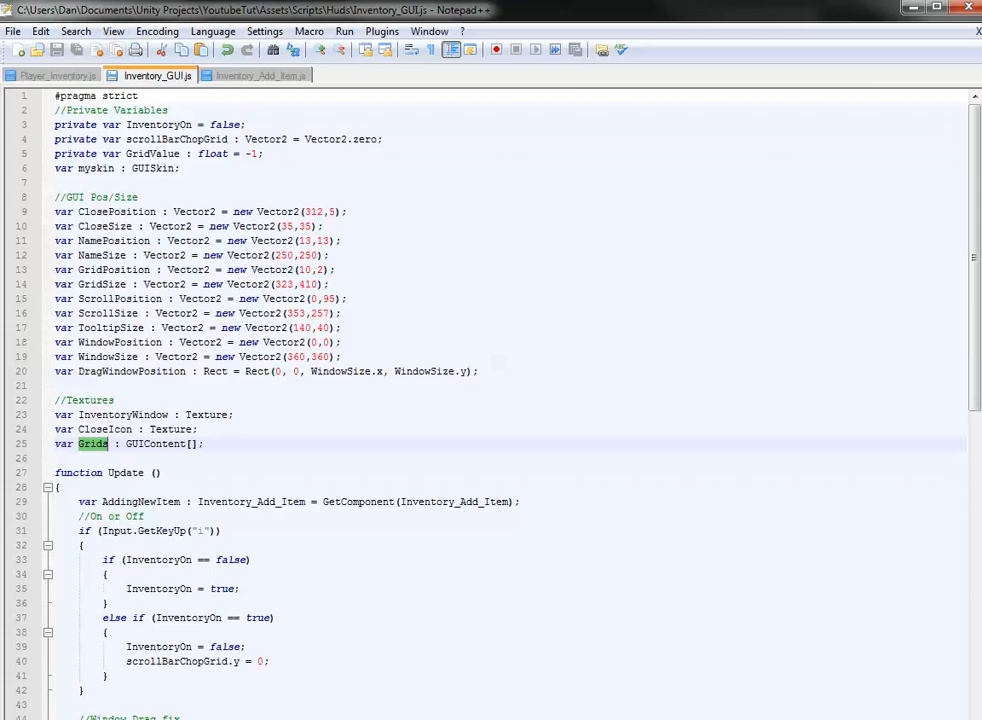 C:\Users\Dan\Documents\Unity Projects\YoutubeTut\Assets\Scripts\Huds\Inventory_GUI.js - Notepad++
File Edit Search View Encoding Language Settings Macro Run Plugins Window ? X
Player_Inventory.js Inventory_GUI.js Inventory_Add_Item.js
1 #pragma strict
2 //Private Variables
3 private var InventoryOn = false;
4 private var scrollBarChopGrid : Vector2 = Vector2.zero;
5 private var GridValue : float = -1;
6 var myskin : GUISkin;
7
8 //GUI Pos/Size
9 var ClosePosition : Vector2 = new Vector2(312,5);
10 var CloseSize : Vector2 = new Vector2(35,35);
11 var NamePosition : Vector2 = new Vector2(13,13);
12 var NameSize : Vector2 = new Vector2(250,250);
13 var GridPosition : Vector2 = new Vector2(10,2);
14 var GridSize : Vector2 = new Vector2(323,410);
15 var ScrollPosition : Vector2 = new Vector2(0,95);
16 var ScrollSize : Vector2 = new Vector2(353,257);
17 var TooltipSize : Vector2 = new Vector2(140,40);
18 var WindowPosition : Vector2 = new Vector2(0,0);
19 var WindowSize : Vector2 = new Vector2(360,360);
20 var DragWindowPosition : Rect = Rect(0, 0, WindowSize.x, WindowSize.y);
21
22 //Textures
23 var InventoryWindow : Texture;
24 var CloseIcon : Texture;
25 var Grids : GUIContent[];
26
27 function Update ()
28 {
29 var AddingNewItem : Inventory_Add_Item = GetComponent(Inventory_Add_Item);
30 //On or Off
31 if (Input.GetKeyUp("i"))
32 {
33 if (InventoryOn == false)
34 {
35 InventoryOn = true;
36 }
37 else if (InventoryOn == true)
38 {
39 InventoryOn = false;
40 scrollBarChopGrid.y = 0;
41 }
42 }
43
44 //Window Drag fix